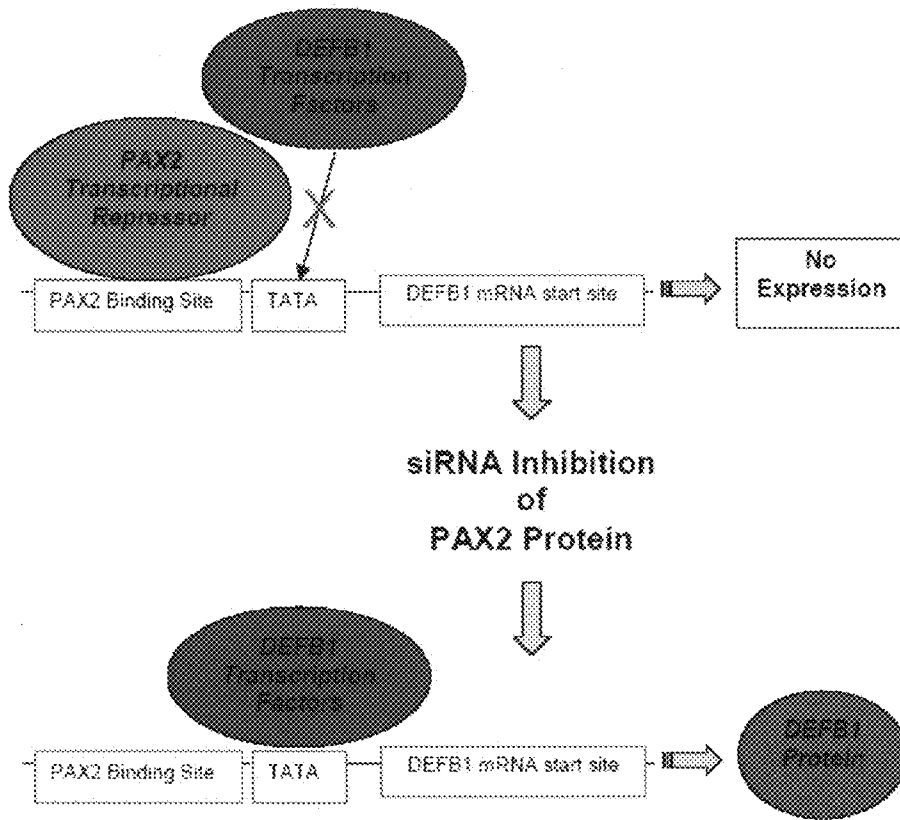 DEFB1
Transcription
Factors
PAX2
Transcriptional
Repressor
PAX2 Binding Site
TATA
DEFB1 mRNA start site
No
Expression
siRNA Inhibition
of
PAX2 Protein
DEFB1
Transcription
Factors
PAX2 Binding Site
TATA
DEFB1 mRNA start site
DEFB1
Protein